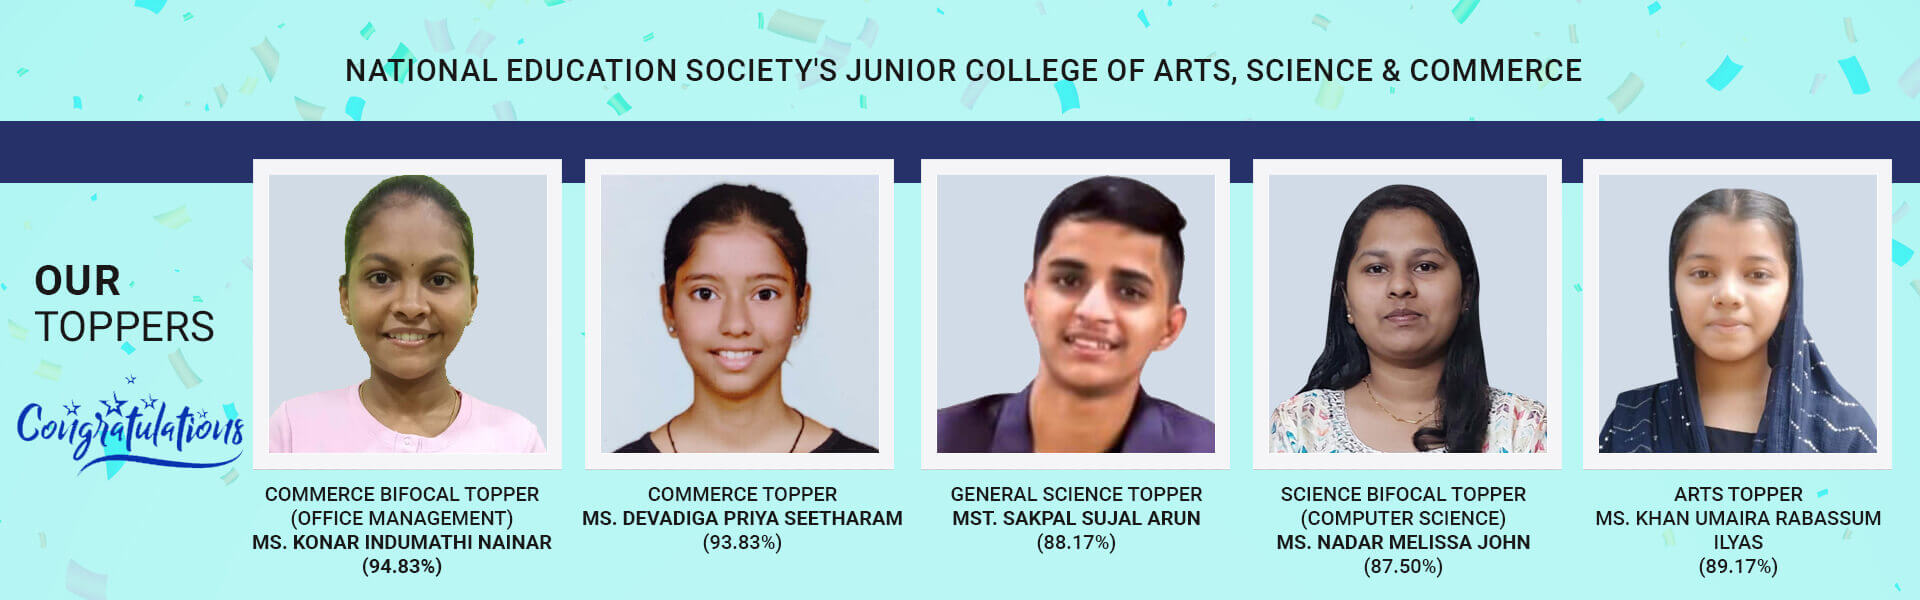 NATIONAL EDUCATION SOCIETY'S JUNIOR COLLEGE OF ARTS, SCIENCE & COMMERCE
OUR
TOPPERS
Congratulations
COMMERCE BIFOCAL TOPPER
(OFFICE MANAGEMENT)
MS. KONAR INDUMATHI NAINAR
(94.83%)
COMMERCE TOPPER
MS. DEVADIGA PRIYA SEETHARAM
(93.83%)
GENERAL SCIENCE TOPPER
MST. SAKPAL SUJAL ARUN
(88.17%)
SCIENCE BIFOCAL TOPPER
(COMPUTER SCIENCE)
MS. NADAR MELISSA JOHN
(87.50%)
ARTS TOPPER
MS. KHAN UMAIRA RABASSUM
ILYAS
(89.17%)